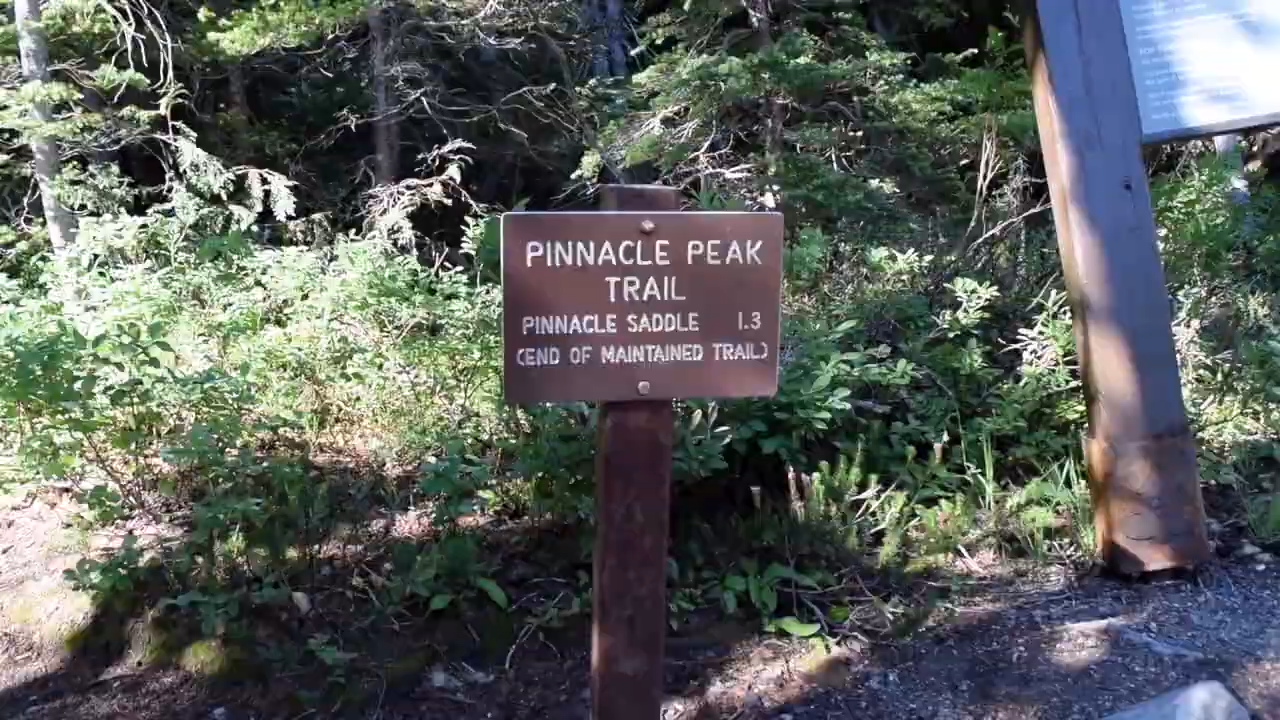 PINNACLE PEAK
TRAIL
PINNACLE SADDLE 1.3
(END OF MAINTAINED TRAIL)